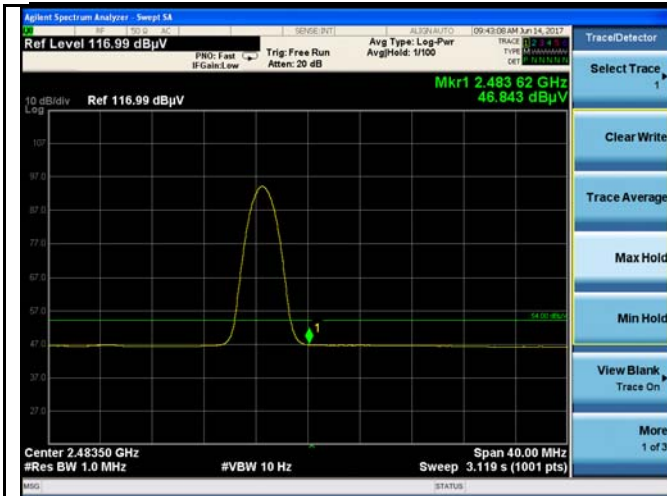 Agilent Spectrum Analyzer - Swept SA
RF 50 Ω AC SENSE:INT ALIGN AUTO 09:43:08 AM Jun 14, 2017
Ref Level 116.99 dBµV
PNO: Fast
IFGain:Low
Trig: Free Run
Atten: 20 dB
Avg Type: Log-Pwr
Avg|Hold: 1/100
TRACE 1 2 3 4 5 6
TYPE
DET P N N N N N
Mkr1 2.483 62 GHz
46.843 dBµV
10 dB/div Ref 116.99 dBµV
Log
107
97.0
87.0
77.0
67.0
57.0
54.00 dBµV
1
47.0
37.0
27.0
Center 2.48350 GHz Span 40.00 MHz
#Res BW 1.0 MHz #VBW 10 Hz Sweep 3.119 s (1001 pts)
MSG STATUS
Trace/Detector
Select Trace
1
Clear Write
Trace Average
Max Hold
Min Hold
View Blank
Trace On
More
1 of 3